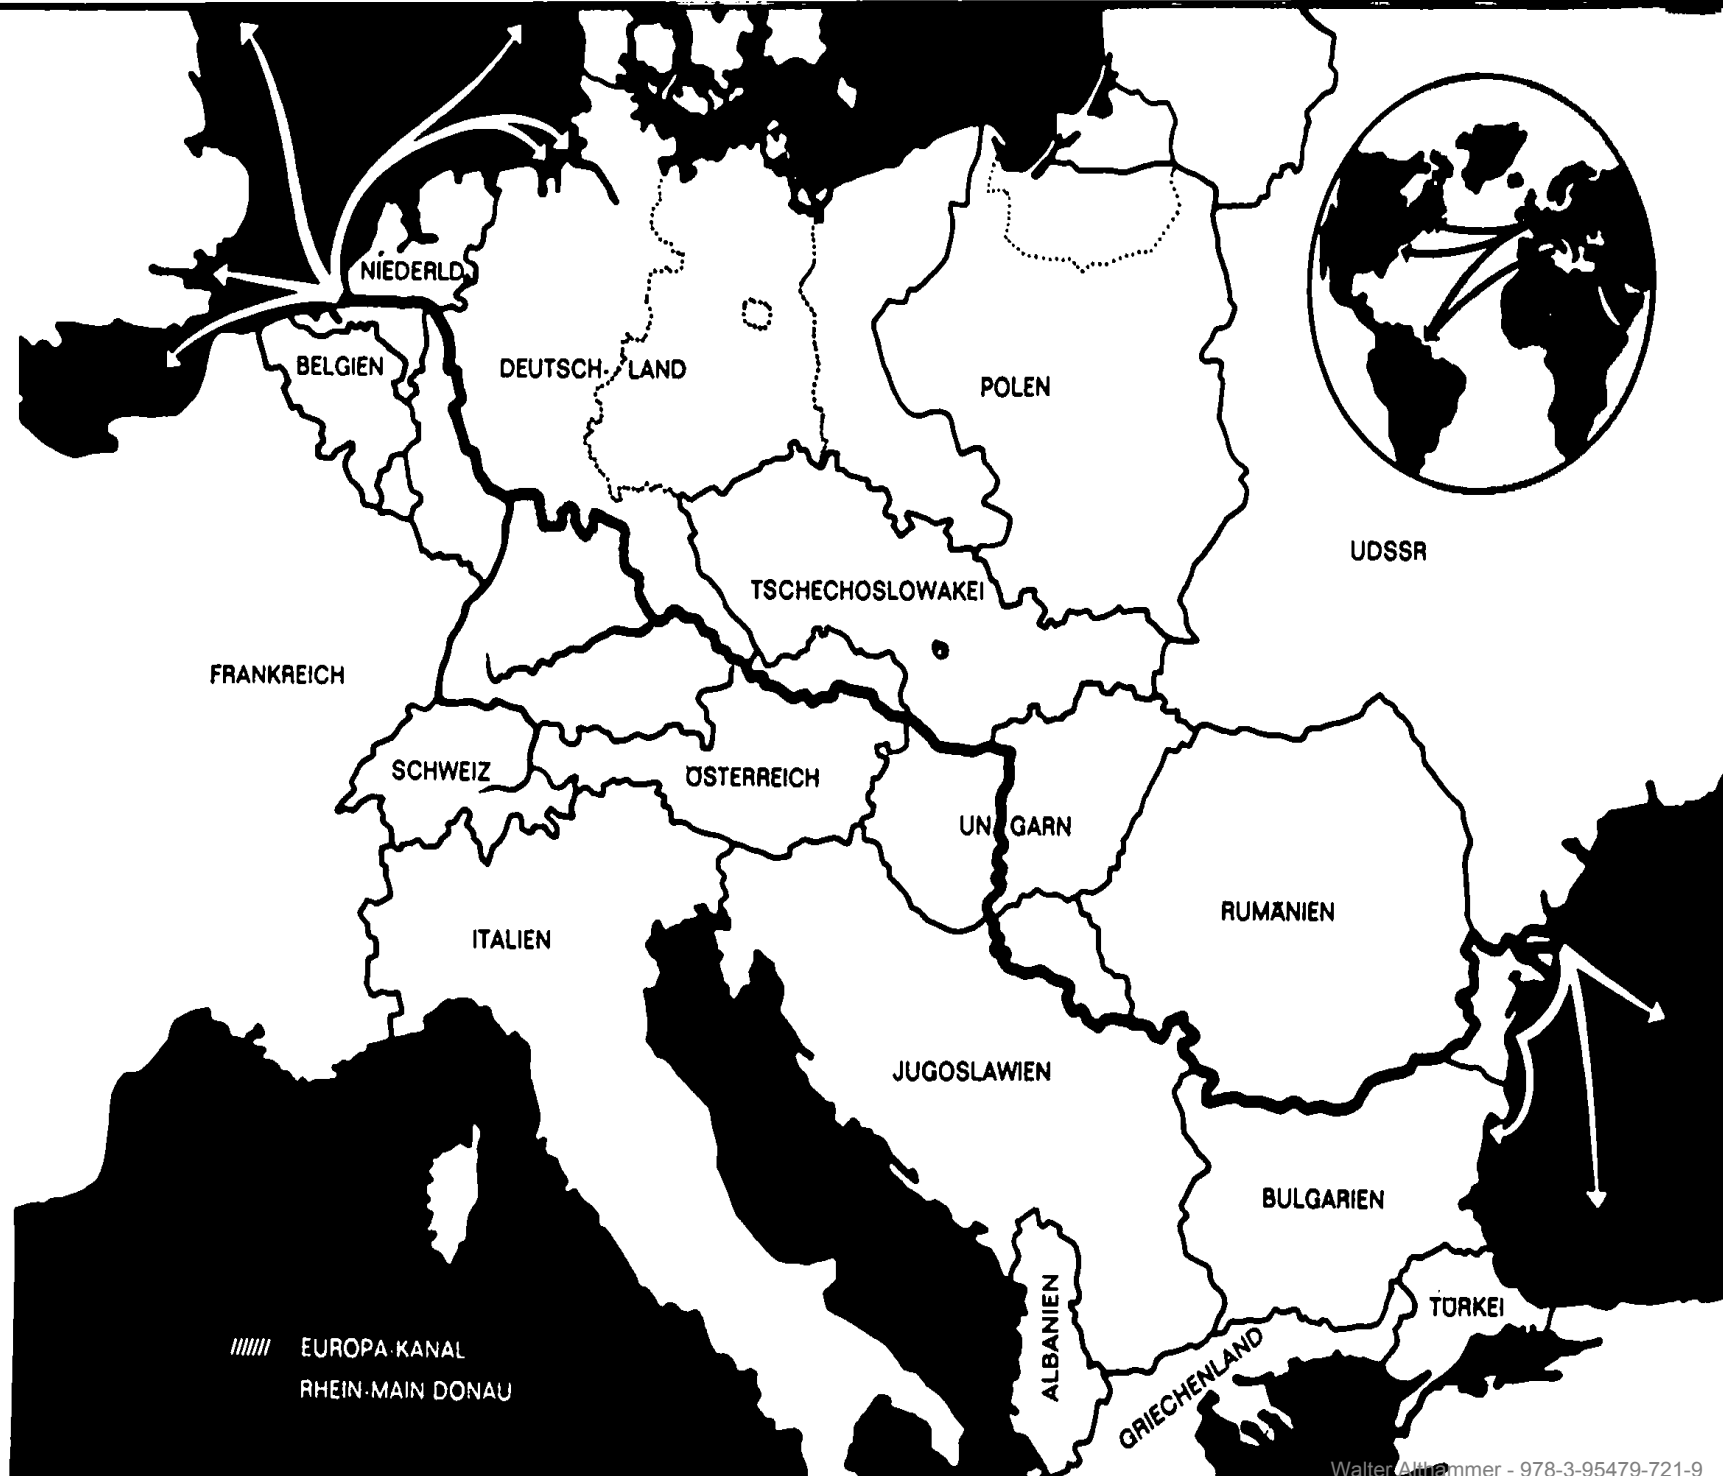 NIEDERLD.
BELGIEN
DEUTSCH- LAND
POLEN
UDSSR
TSCHECHOSLOWAKEI
FRANKREICH
SCHWEIZ
ÖSTERREICH
UN GARN
RUMÄNIEN
ITALIEN
JUGOSLAWIEN
BULGARIEN
ALBANIEN
TÜRKEI
GRIECHENLAND
EUROPA-KANAL
RHEIN-MAIN DONAU
Walter Althammer - 978-3-95479-721-9